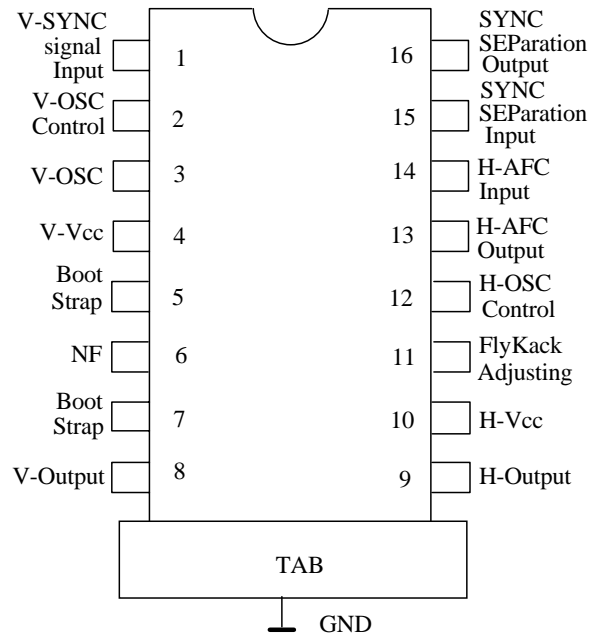 V-SYNC
signal
Input
1
V-OSC
Control
2
V-OSC
3
V-Vcc
4
Boot
Strap
5
NF
6
Boot
Strap
7
V-Output
8
SYNC
SEParation
Output
16
SYNC
SEParation
Input
15
H-AFC
Input
14
H-AFC
Output
13
H-OSC
Control
12
FlyKack
Adjusting
11
H-Vcc
10
H-Output
9
TAB
GND